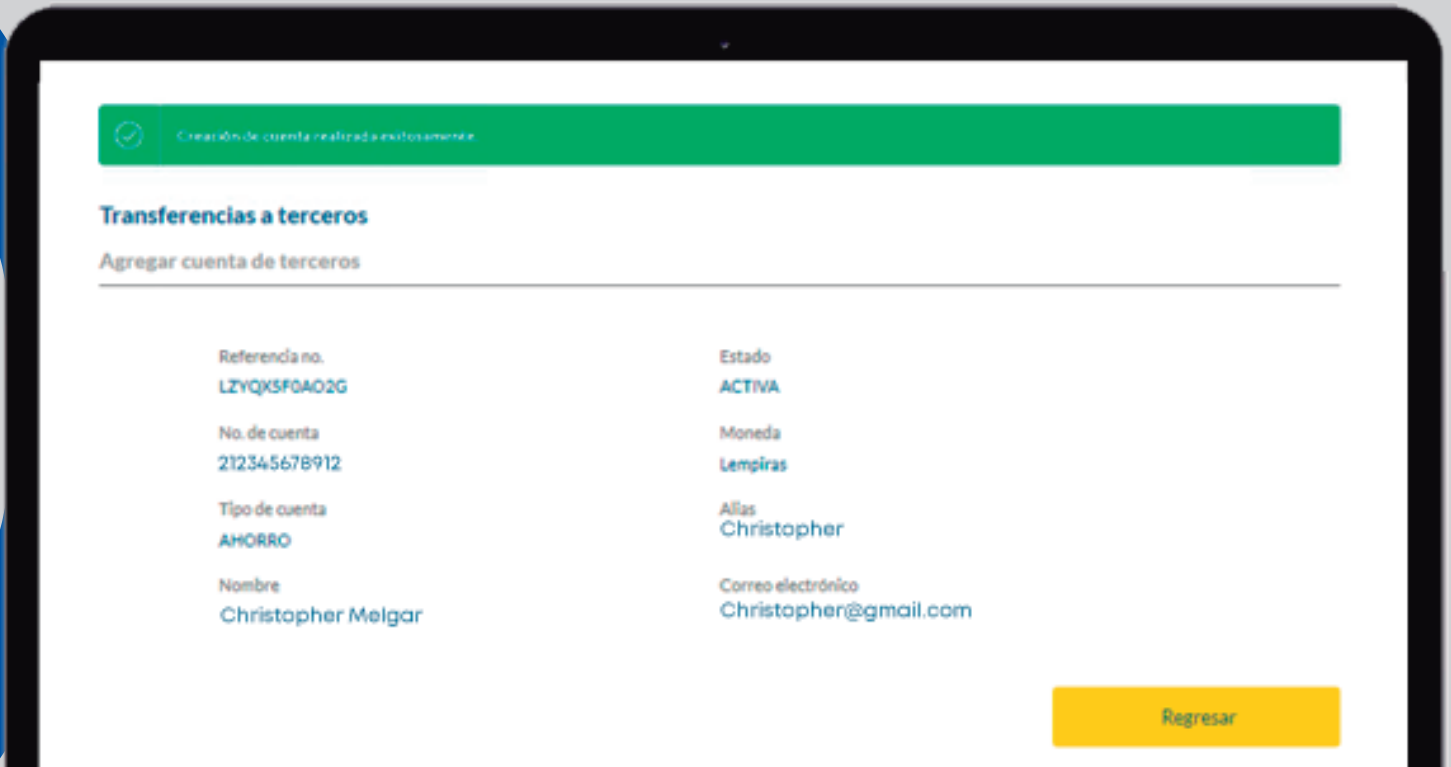 Creación de cuenta realizada exitosamente
Transferencias a terceros
Agregar cuenta de terceros
Referencia no.
LZYQX5F0AO2G
Estado
ACTIVA
No. de cuenta
212345678912
Moneda
Lempiras
Tipo de cuenta
AHORRO
Alias
Christopher
Nombre
Christopher Melgar
Correo electrónico
Christopher@gmail.com
Regresar